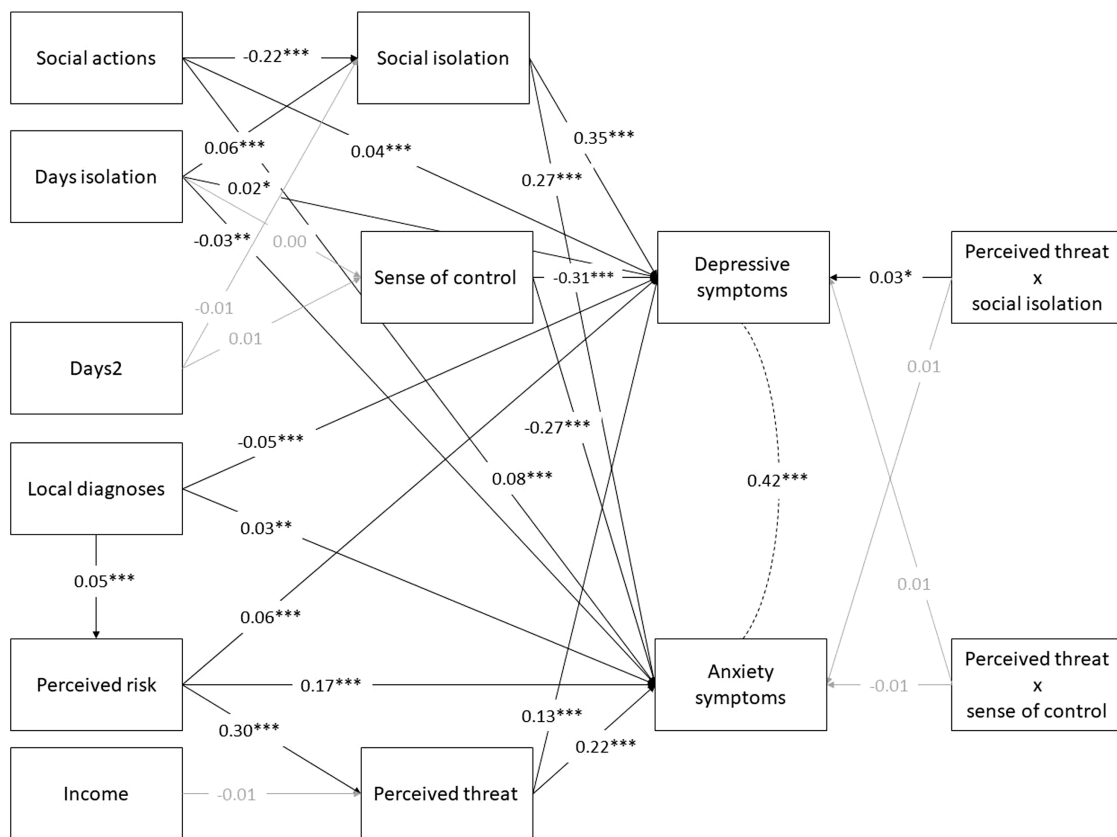 Social actions
-0.22***
Social isolation
0.35***
0.06***
0.04***
Days isolation
0.02*
0.27***
-0.03**
0.00
Sense of control
-0.31***
Depressive
symptoms
0.03*
Perceived threat
x
social isolation
-0.01
0.01
Days2
0.01
-0.05***
-0.27***
Local diagnoses
0.08***
0.42***
0.03**
0.05***
0.01
0.06***
Perceived risk
0.17***
Anxiety
symptoms
-0.01
Perceived threat
x
sense of control
0.30***
0.13***
0.22***
Income
-0.01
Perceived threat